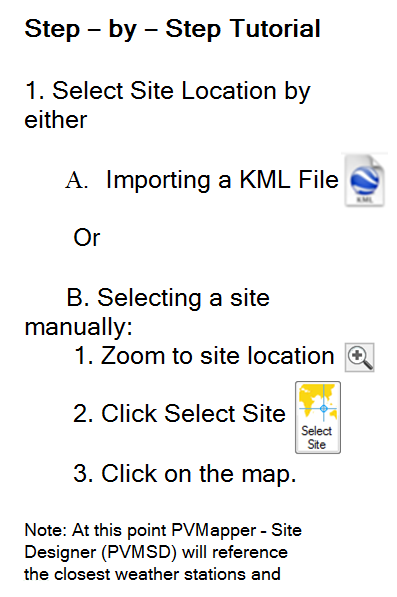 Step – by – Step Tutorial
1. Select Site Location by
either
A. Importing a KML File
KML
Or
B. Selecting a site
manually:
1. Zoom to site location
2. Click Select Site
Select
Site
3. Click on the map.
Note: At this point PVMapper - Site
Designer (PVMSD) will reference
the closest weather stations and